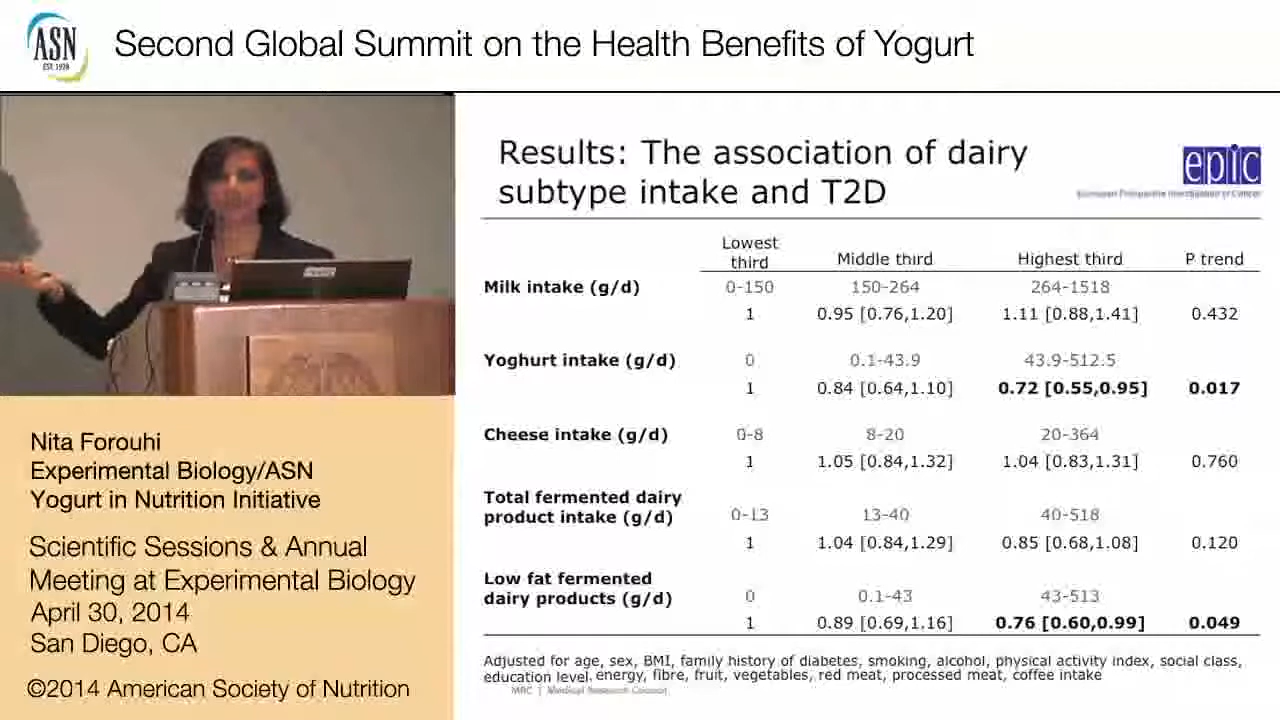 ASN
EST. 1928
Second Global Summit on the Health Benefits of Yogurt
Nita Forouhi
Experimental Biology/ASN
Yogurt in Nutrition Initiative
Scientific Sessions & Annual
Meeting at Experimental Biology
April 30, 2014
San Diego, CA
©2014 American Society of Nutrition
Results: The association of dairy
subtype intake and T2D
epic
European Prospective Investigation of Cancer
Lowest
third Middle third Highest third P trend
Milk intake (g/d) 0-150 150-264 264-1518
1 0.95 [0.76,1.20] 1.11 [0.88,1.41] 0.432
Yoghurt intake (g/d) 0 0.1-43.9 43.9-512.5
1 0.84 [0.64,1.10] 0.72 [0.55,0.95] 0.017
Cheese intake (g/d) 0-8 8-20 20-364
1 1.05 [0.84,1.32] 1.04 [0.83,1.31] 0.760
Total fermented dairy
product intake (g/d) 0-13 13-40 40-518
1 1.04 [0.84,1.29] 0.85 [0.68,1.08] 0.120
Low fat fermented
dairy products (g/d) 0 0.1-43 43-513
1 0.89 [0.69,1.16] 0.76 [0.60,0.99] 0.049
Adjusted for age, sex, BMI, family history of diabetes, smoking, alcohol, physical activity index, social class,
education level, energy, fibre, fruit, vegetables, red meat, processed meat, coffee intake
MRC | Medical Research Council